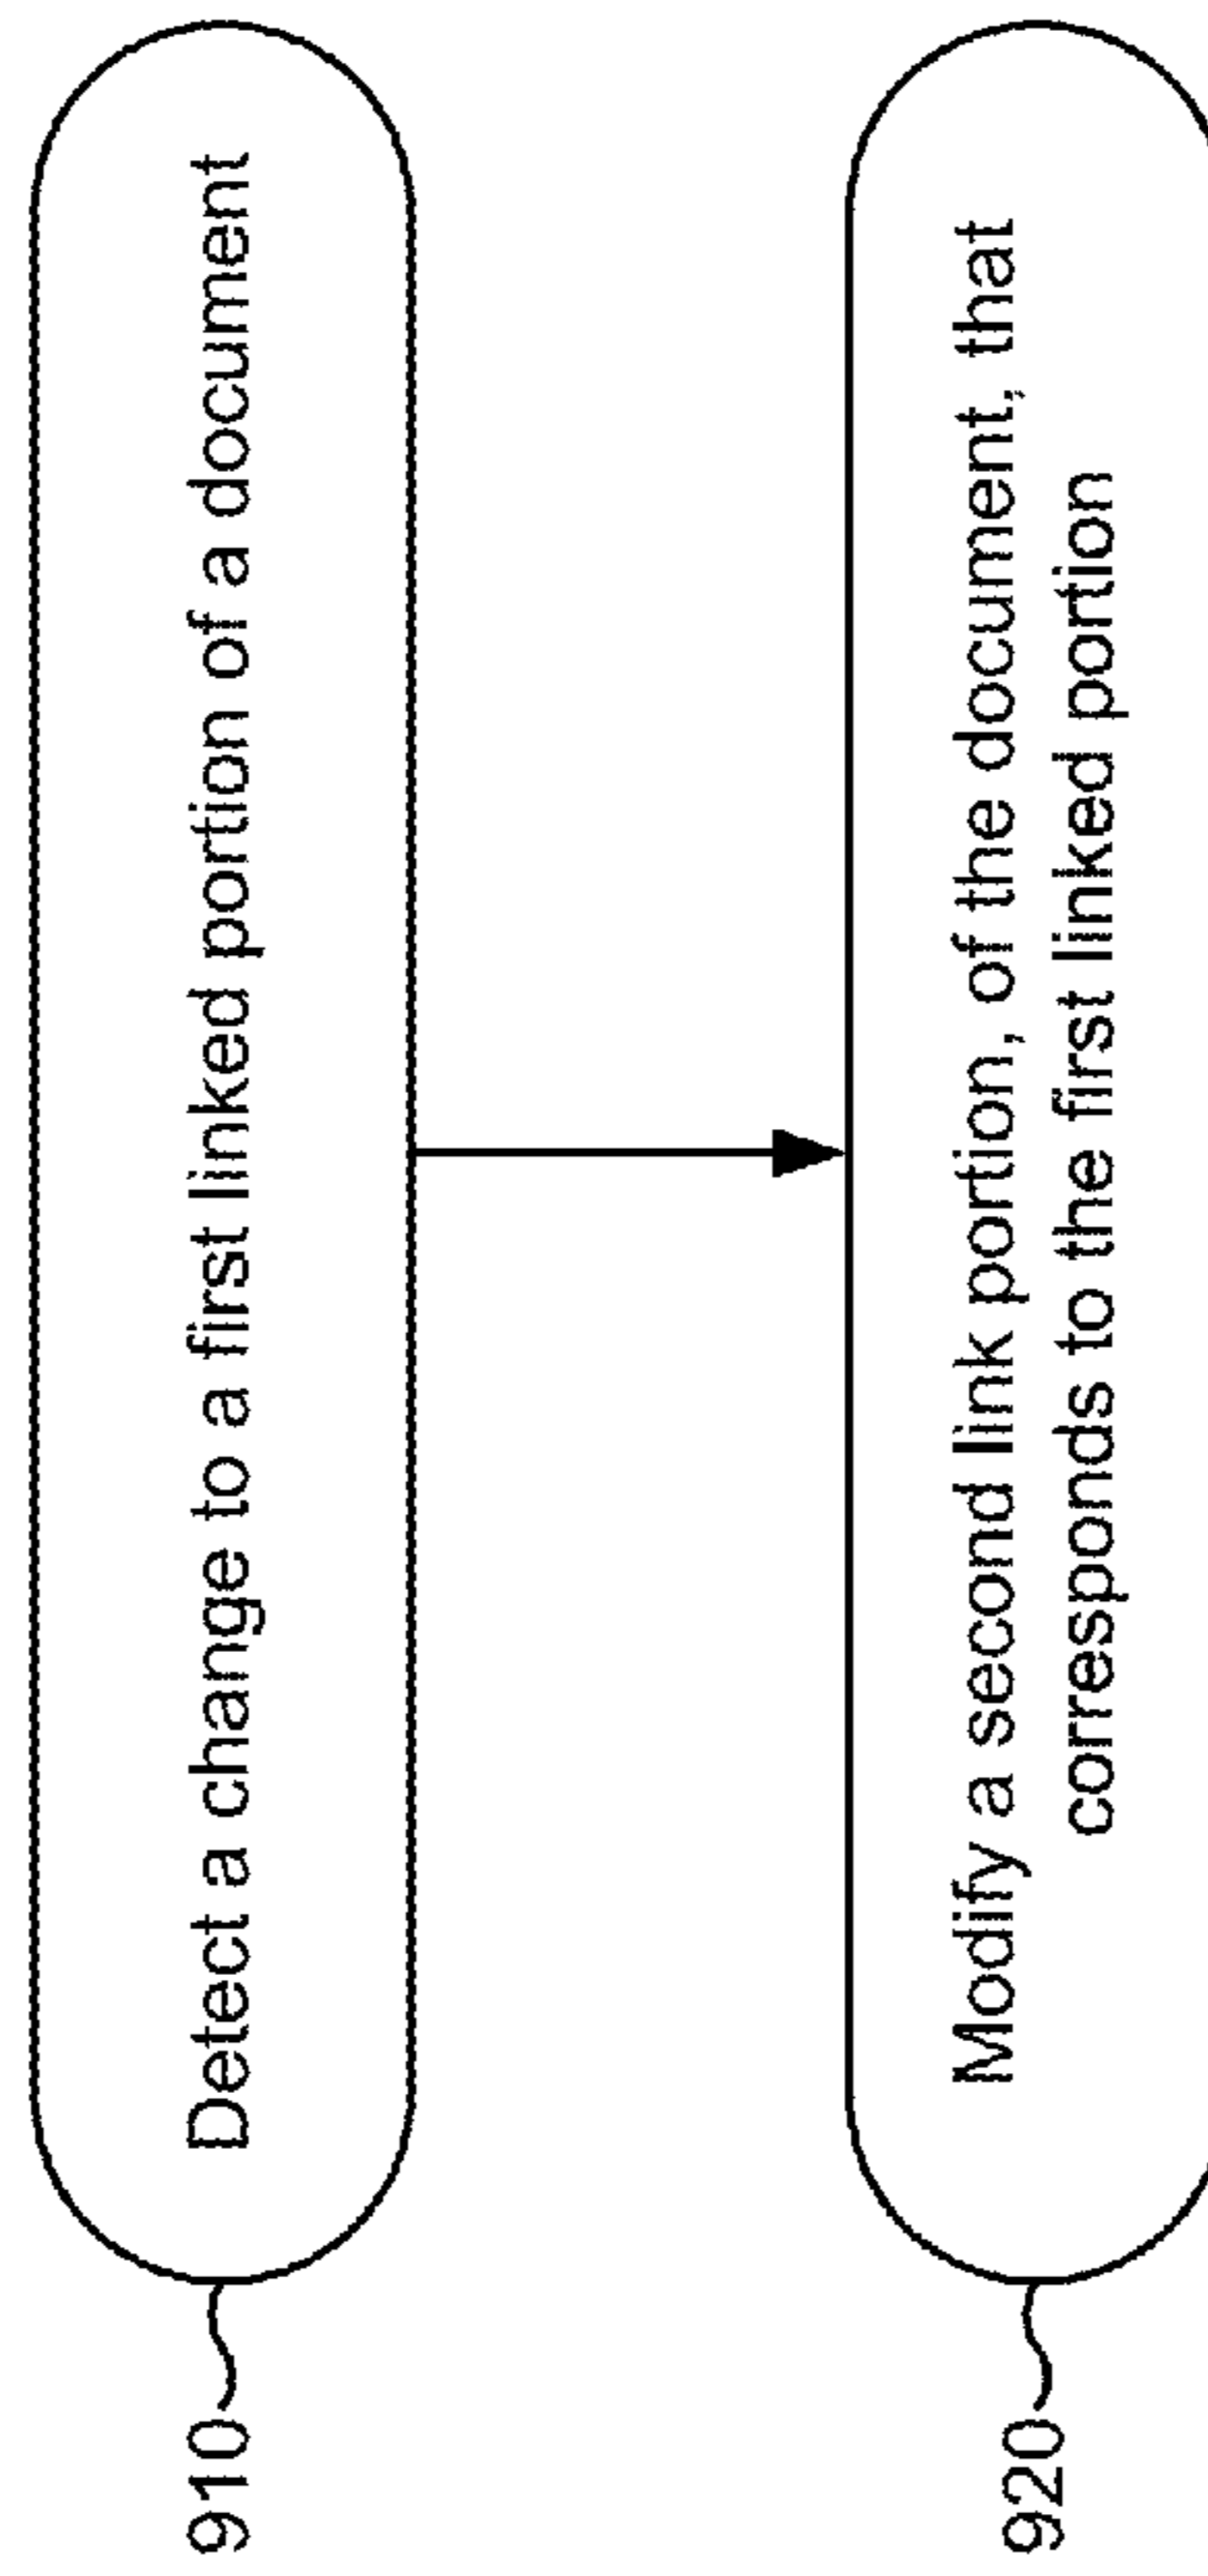 910
Detect a change to a first linked portion of a document
920
Modify a second link portion, of the document, that
corresponds to the first linked portion